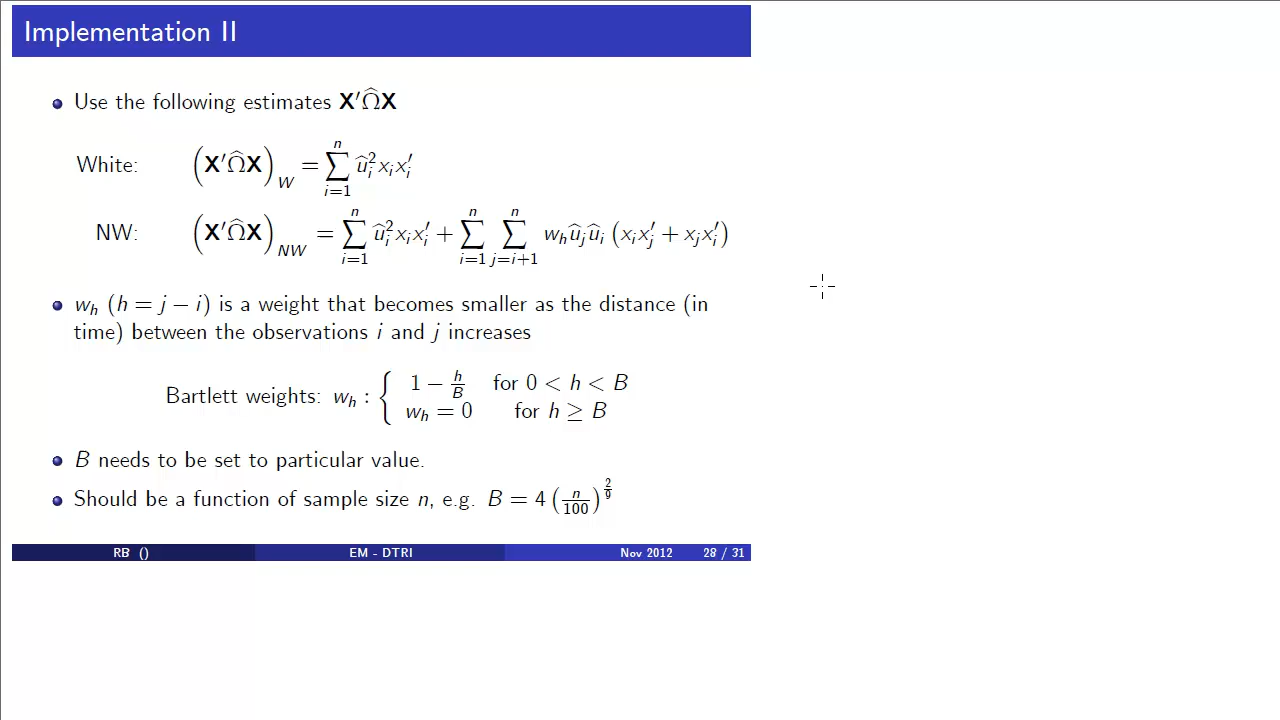 Implementation II
Use the following estimates X′Ω̂X
White: (X′Ω̂X)_W = ∑_{i=1}^{n} û_i^2 x_i x_i′
NW: (X′Ω̂X)_{NW} = ∑_{i=1}^{n} û_i^2 x_i x_i′ + ∑_{i=1}^{n} ∑_{j=i+1}^{n} w_h û_j û_i (x_i x_j′ + x_j x_i′)
w_h (h = j − i) is a weight that becomes smaller as the distance (in
time) between the observations i and j increases
Bartlett weights: w_h : { 1 − h/B for 0 < h < B
w_h = 0 for h ≥ B
B needs to be set to particular value.
Should be a function of sample size n, e.g. B = 4 (n/100)^{2/9}
RB () EM - DTRI Nov 2012 28 / 31